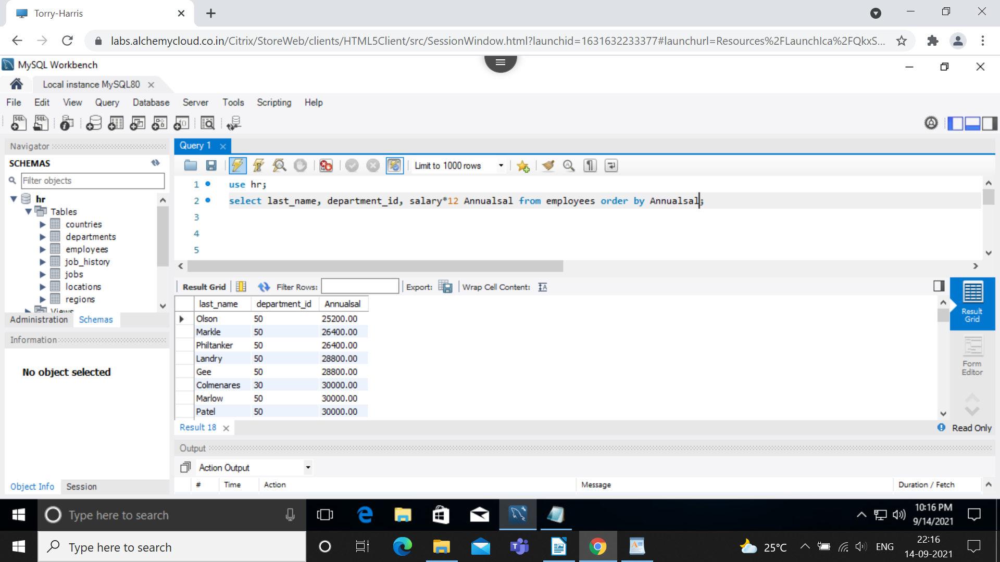 Torry-Harris
labs.alchemycloud.co.in/Citrix/StoreWeb/clients/HTML5Client/src/SessionWindow.html?launchid=1631632233377#launchurl=Resources%2FLaunchIca%2FQkxS...
MySQL Workbench
Local instance MySQL80
File Edit View Query Database Server Tools Scripting Help
Navigator
SCHEMAS
Filter objects
hr
Tables
countries
departments
employees
job_history
jobs
locations
regions
Views
Administration Schemas
Information
No object selected
Object Info Session
Query 1
Limit to 1000 rows
1 use hr;
2 select last_name, department_id, salary*12 Annualsal from employees order by Annualsal;
3
4
5
Result Grid Filter Rows: Export: Wrap Cell Content:
last_name department_id Annualsal
Olson 50 25200.00
Markle 50 26400.00
Philtanker 50 26400.00
Landry 50 28800.00
Gee 50 28800.00
Colmenares 30 30000.00
Marlow 50 30000.00
Patel 50 30000.00
Result Grid
Form Editor
Result 18
Read Only
Output
Action Output
# Time Action Message Duration / Fetch
Type here to search
10:16 PM
9/14/2021
Type here to search
25°C
ENG
22:16
14-09-2021